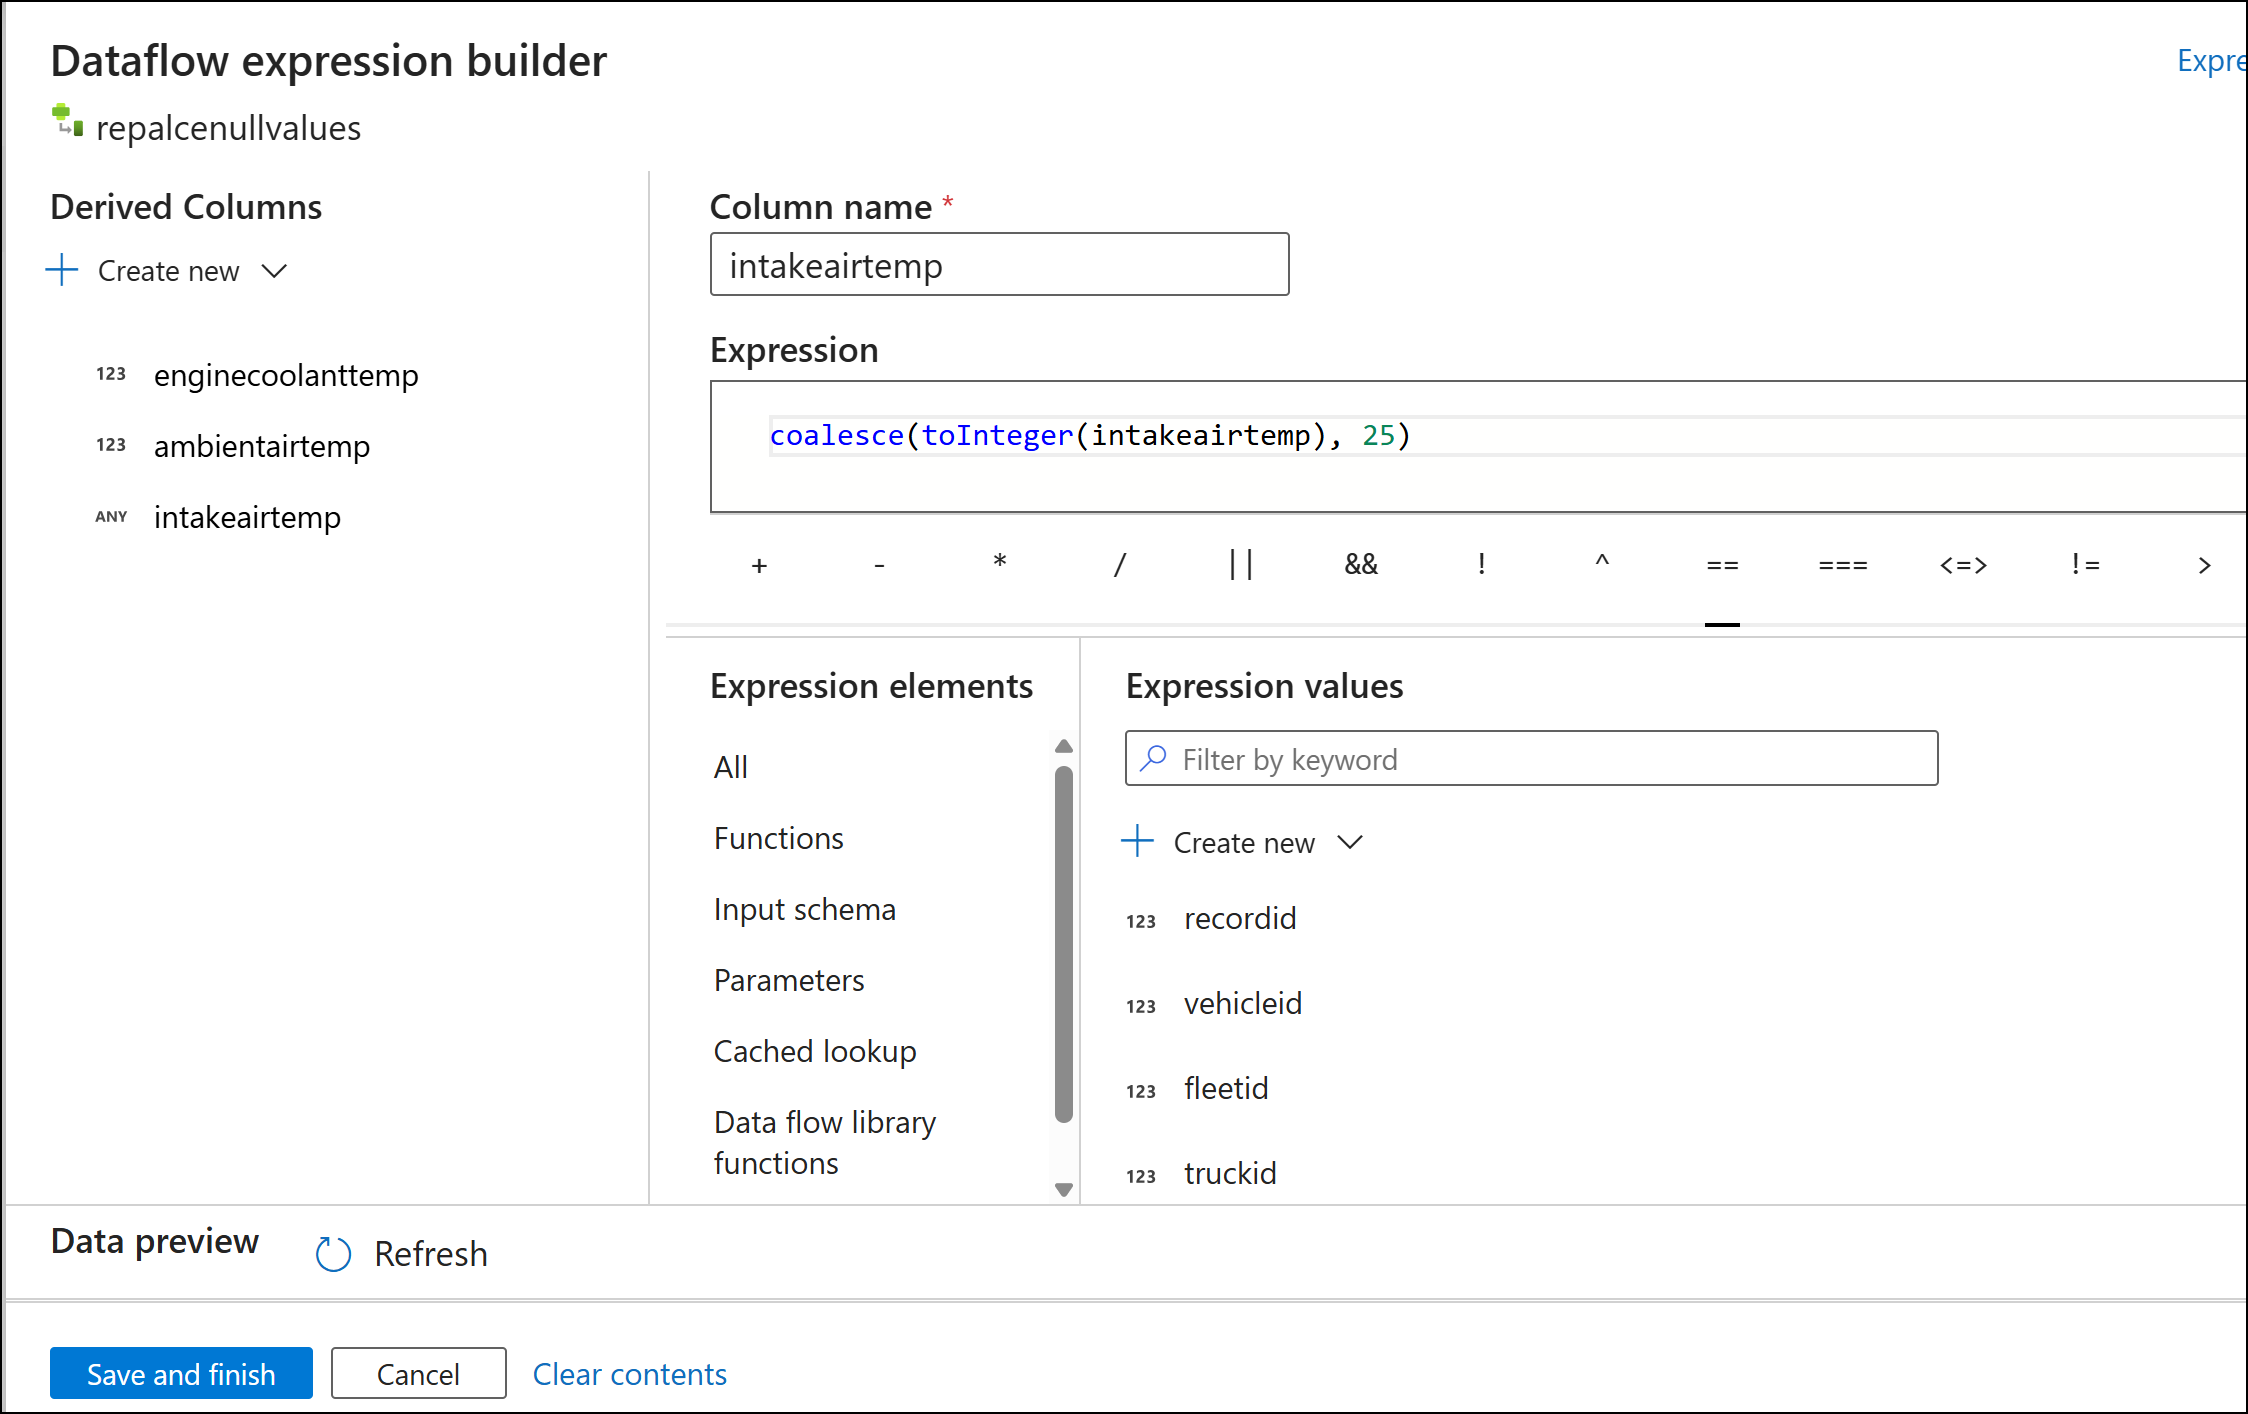 Dataflow expression builder
Expre
repalcenullvalues
Derived Columns
Create new
123 enginecoolanttemp
123 ambientairtemp
ANY intakeairtemp
Column name *
intakeairtemp
Expression
coalesce(toInteger(intakeairtemp), 25)
+ - * / || && ! ^ == === <=> != >
Expression elements
All
Functions
Input schema
Parameters
Cached lookup
Data flow library
functions
Expression values
Filter by keyword
Create new
123 recordid
123 vehicleid
123 fleetid
123 truckid
Data preview
Refresh
Save and finish
Cancel
Clear contents